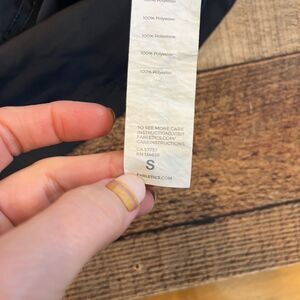 100% Polyester
100% Polyester
100% Polyester
100% Polyester
TO SEE MORE CARE
INSTRUCTIONS, VISIT
FABLETICS.COM/
CAREINSTRUCTIONS
S
FABLETICS.COM